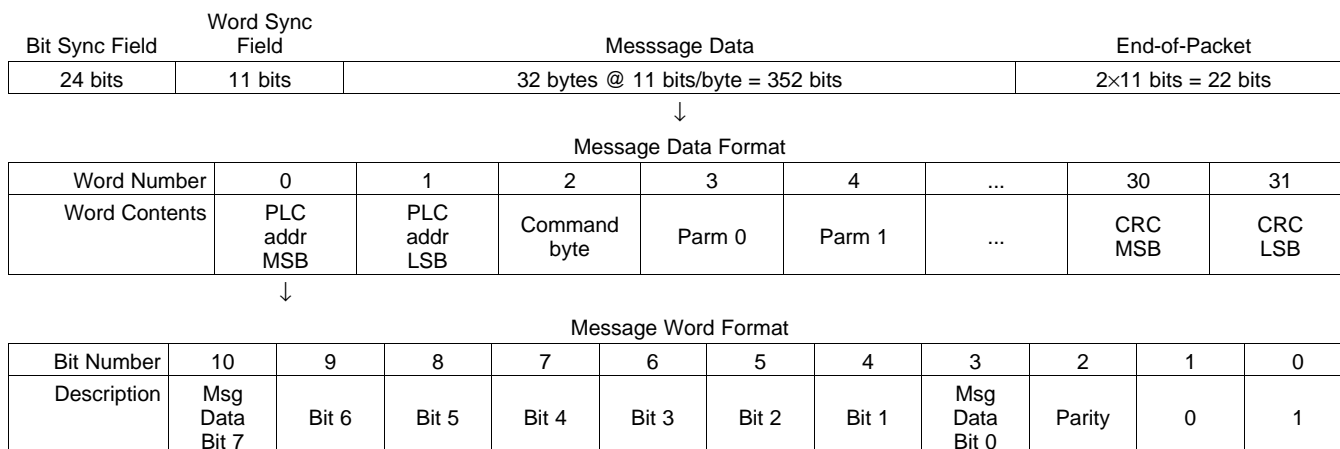 Bit Sync Field Word Sync Field Messsage Data End-of-Packet
24 bits 11 bits 32 bytes @ 11 bits/byte = 352 bits 2×11 bits = 22 bits
↓
Message Data Format
Word Number 0 1 2 3 4 ... 30 31
Word Contents PLC addr MSB PLC addr LSB Command byte Parm 0 Parm 1 ... CRC MSB CRC LSB
↓
Message Word Format
Bit Number 10 9 8 7 6 5 4 3 2 1 0
Description Msg Data Bit 7 Bit 6 Bit 5 Bit 4 Bit 3 Bit 2 Bit 1 Msg Data Bit 0 Parity 0 1